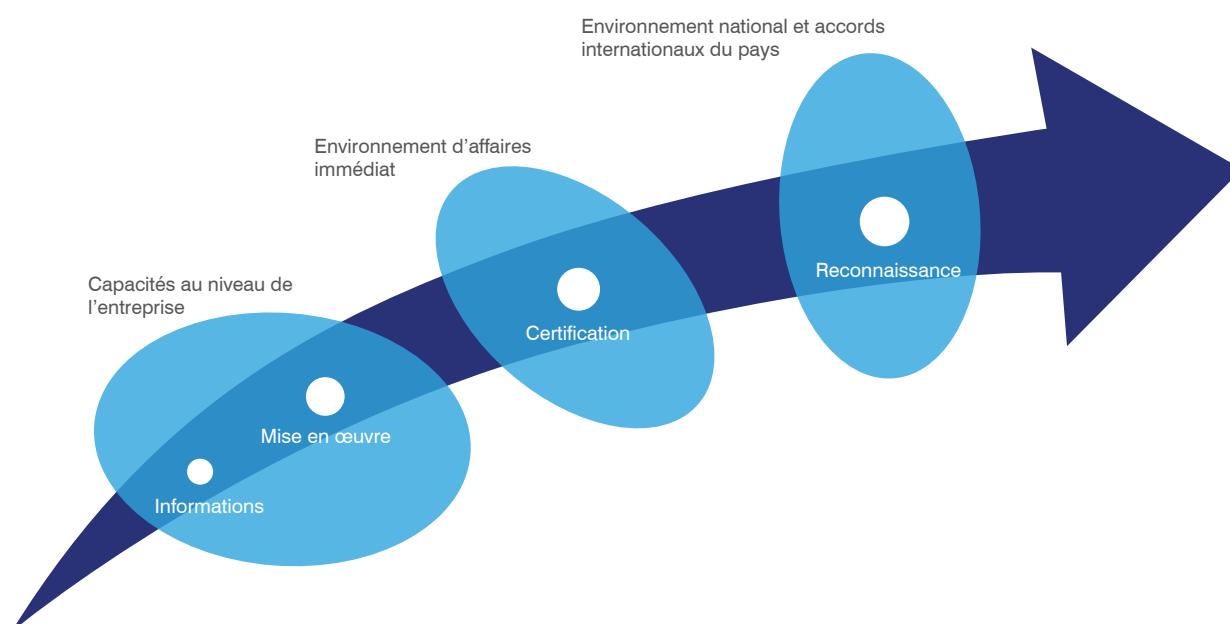 Environnement national et accords
internationaux du pays
Environnement d’affaires
immédiat
Reconnaissance
Capacités au niveau de
l’entreprise
Certification
Mise en œuvre
Informations